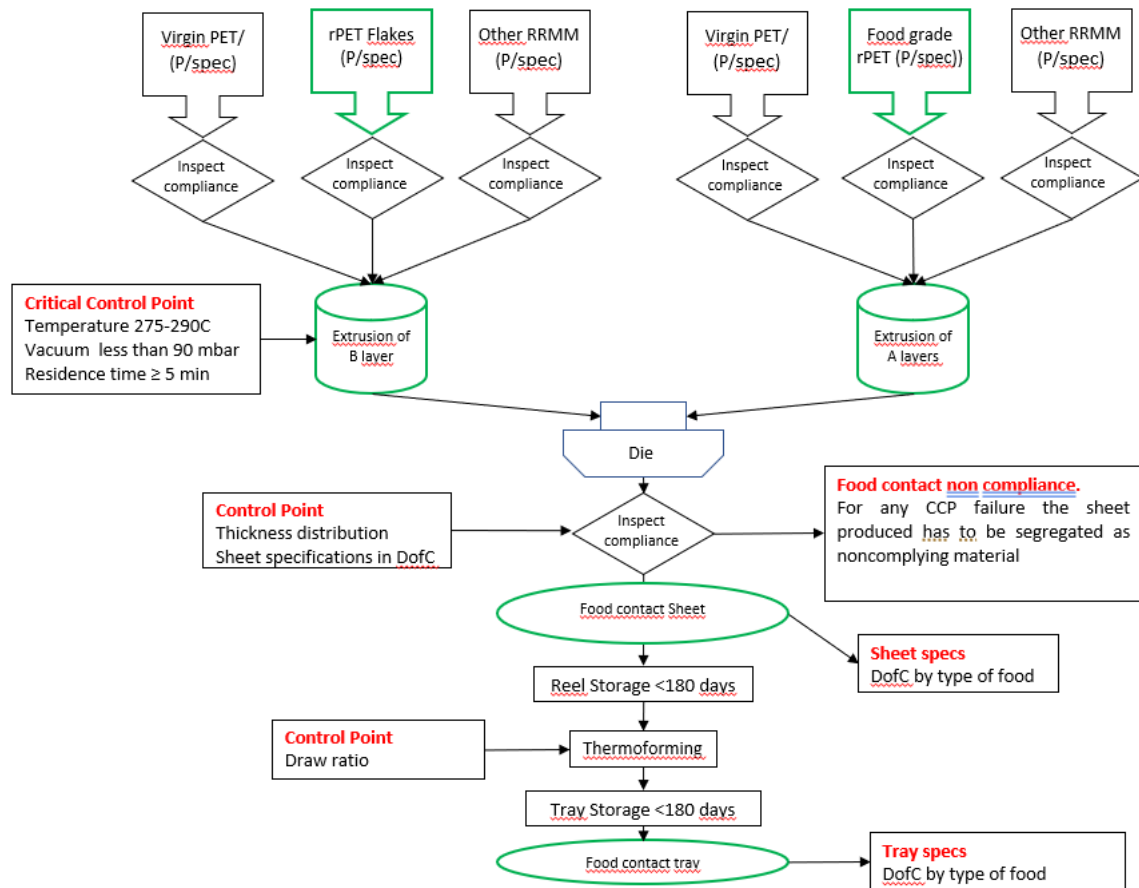 Virgin PET/
(P/spec)
rPET Flakes
(P/spec)
Other RRMM
(P/spec)
Virgin PET/
(P/spec)
Food grade
rPET (P/spec))
Other RRMM
(P/spec)
Inspect
compliance
Inspect
compliance
Inspect
compliance
Inspect
compliance
Inspect
compliance
Inspect
compliance
Critical Control Point
Temperature 275-290C
Vacuum less than 90 mbar
Residence time ≥ 5 min
Extrusion of
B layer
Extrusion of
A layers
Die
Control Point
Thickness distribution
Sheet specifications in DofC
Inspect
compliance
Food contact non compliance.
For any CCP failure the sheet
produced has to be segregated as
noncomplying material
Food contact Sheet
Sheet specs
DofC by type of food
Reel Storage <180 days
Control Point
Draw ratio
Thermoforming
Tray Storage <180 days
Food contact tray
Tray specs
DofC by type of food